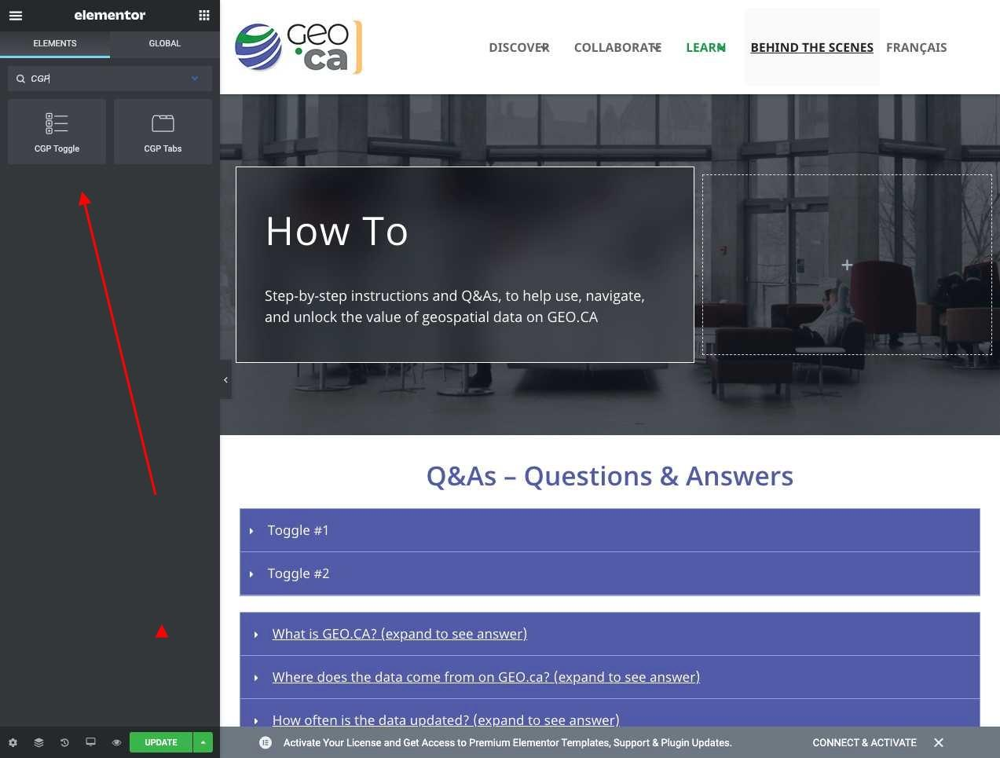 elementor
ELEMENTS
GLOBAL
CGP
CGP Toggle
CGP Tabs
GEO
.ca
DISCOVER
COLLABORATE
LEARN
BEHIND THE SCENES
FRANÇAIS
How To
Step-by-step instructions and Q&As, to help use, navigate,
and unlock the value of geospatial data on GEO.CA
Q&As – Questions & Answers
Toggle #1
Toggle #2
What is GEO.CA? (expand to see answer)
Where does the data come from on GEO.ca? (expand to see answer)
How often is the data updated? (expand to see answer)
UPDATE
Activate Your License and Get Access to Premium Elementor Templates, Support & Plugin Updates.
CONNECT & ACTIVATE